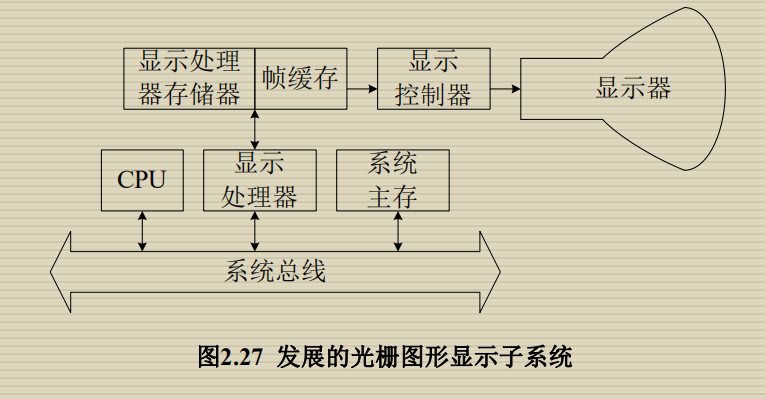 显示处理
器存储器
帧缓存
显示
控制器
显示器
CPU
显示
处理器
系统
主存
系统总线
图2.27 发展的光栅图形显示子系统